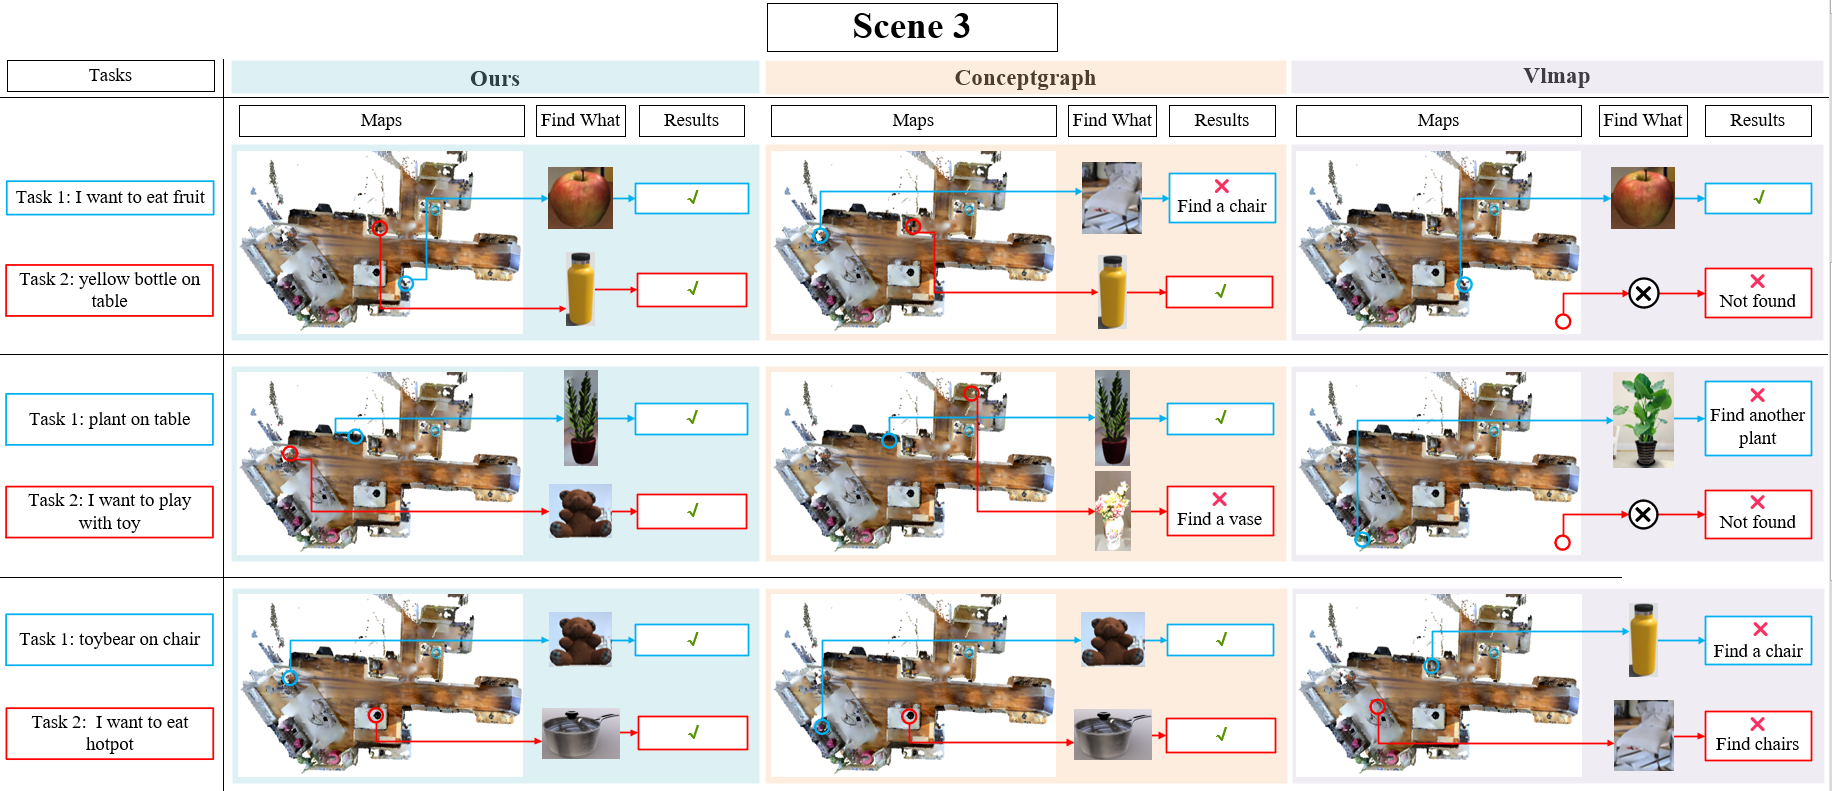 Scene 3
Tasks
Ours
Conceptgraph
Vlmap
Maps
Find What
Results
Maps
Find What
Results
Maps
Find What
Results
Task 1: I want to eat fruit
√
×
Find a chair
√
Task 2: yellow bottle on
table
√
√
×
Not found
Task 1: plant on table
√
√
×
Find another
plant
Task 2: I want to play
with toy
√
×
Find a vase
×
Not found
Task 1: toybear on chair
√
√
×
Find a chair
Task 2: I want to eat
hotpot
√
√
×
Find chairs